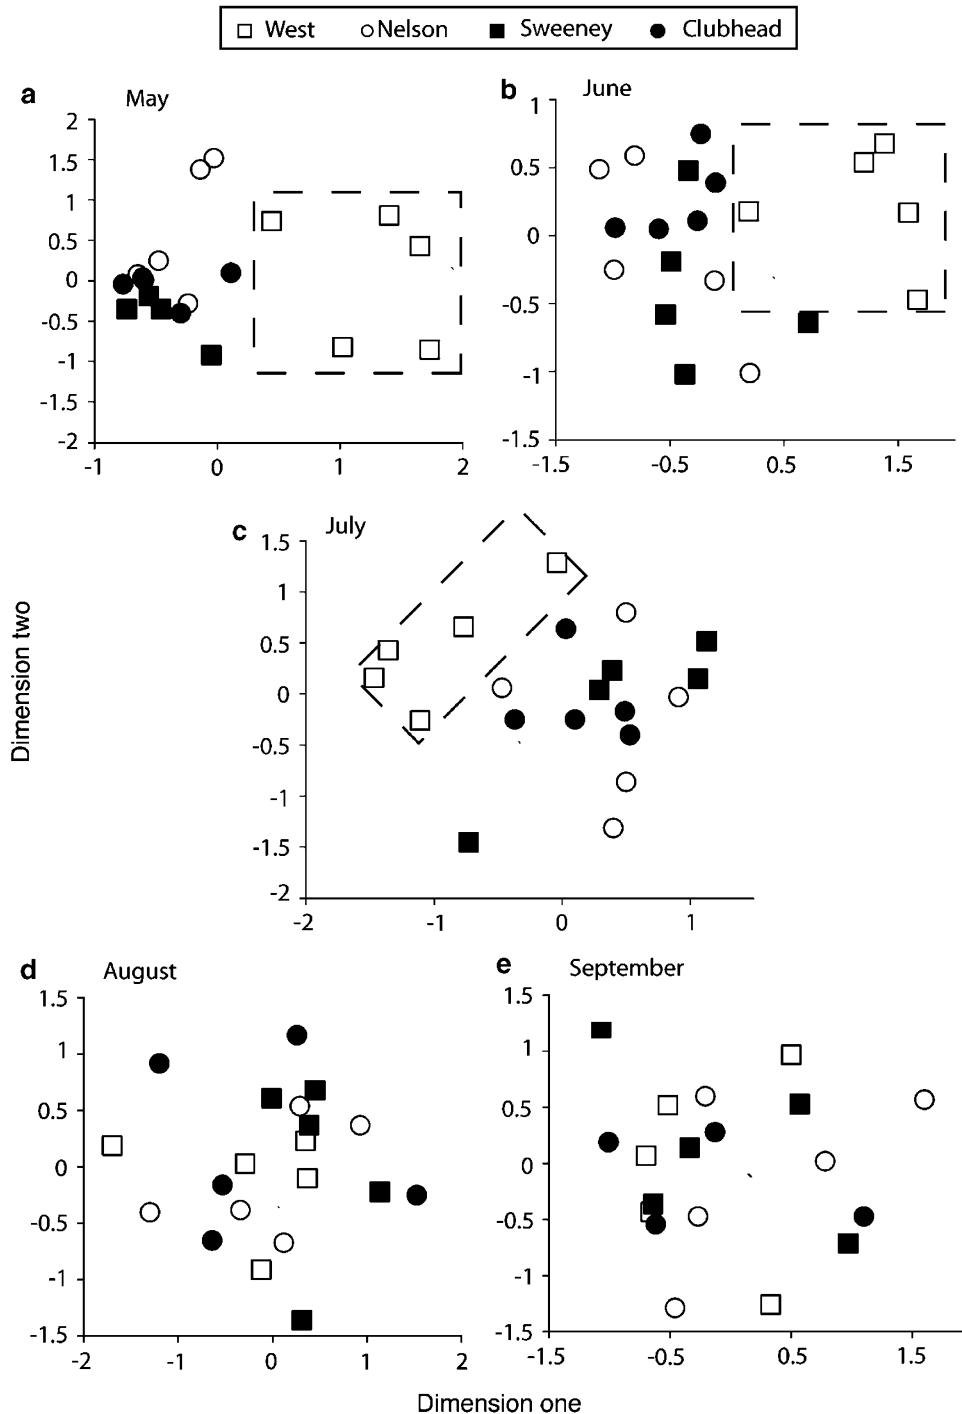 West Nelson Sweeney Clubhead
a May
2
1.5
1
0.5
0
-0.5
-1
-1.5
-2
-1 0 1 2
b June
1
0.5
0
-0.5
-1
-1.5
-1.5 -0.5 0.5 1.5
c July
1.5
1
0.5
0
-0.5
-1
-1.5
-2
-2 -1 0 1
Dimension two
d August
1.5
1
0.5
0
-0.5
-1
-1.5
-2 -1 0 1 2
e September
1.5
1
0.5
0
-0.5
-1
-1.5
-1.5 -0.5 0.5 1.5
Dimension one